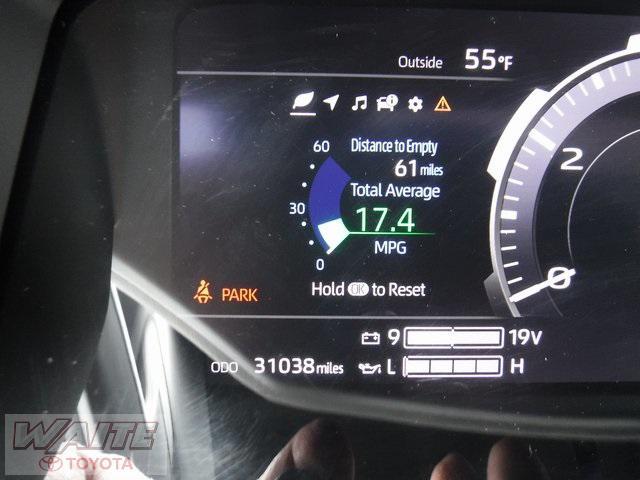 Outside 55°F
60 Distance to Empty
61 miles
Total Average
30 17.4
MPG
0
Hold OK to Reset
PARK
2
0
9 19V
ODO 31038 miles L H
WAITE
TOYOTA